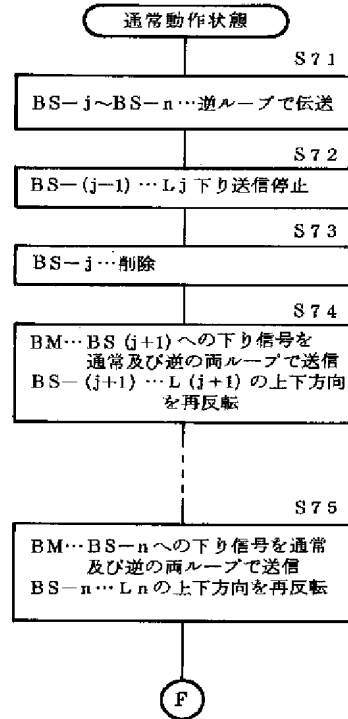 通常動作状態
S71
BS－j～BS－n…逆ループで伝送
S72
BS－(j－1)…Lj下り送信停止
S73
BS－j…削除
S74
BM…BS(j＋1)への下り信号を
通常及び逆の両ループで送信
BS－(j＋1)…L(j＋1)の上下方向
を再反転
S75
BM…BS－nへの下り信号を通常
及び逆の両ループで送信
BS－n…Lnの上下方向を再反転
F